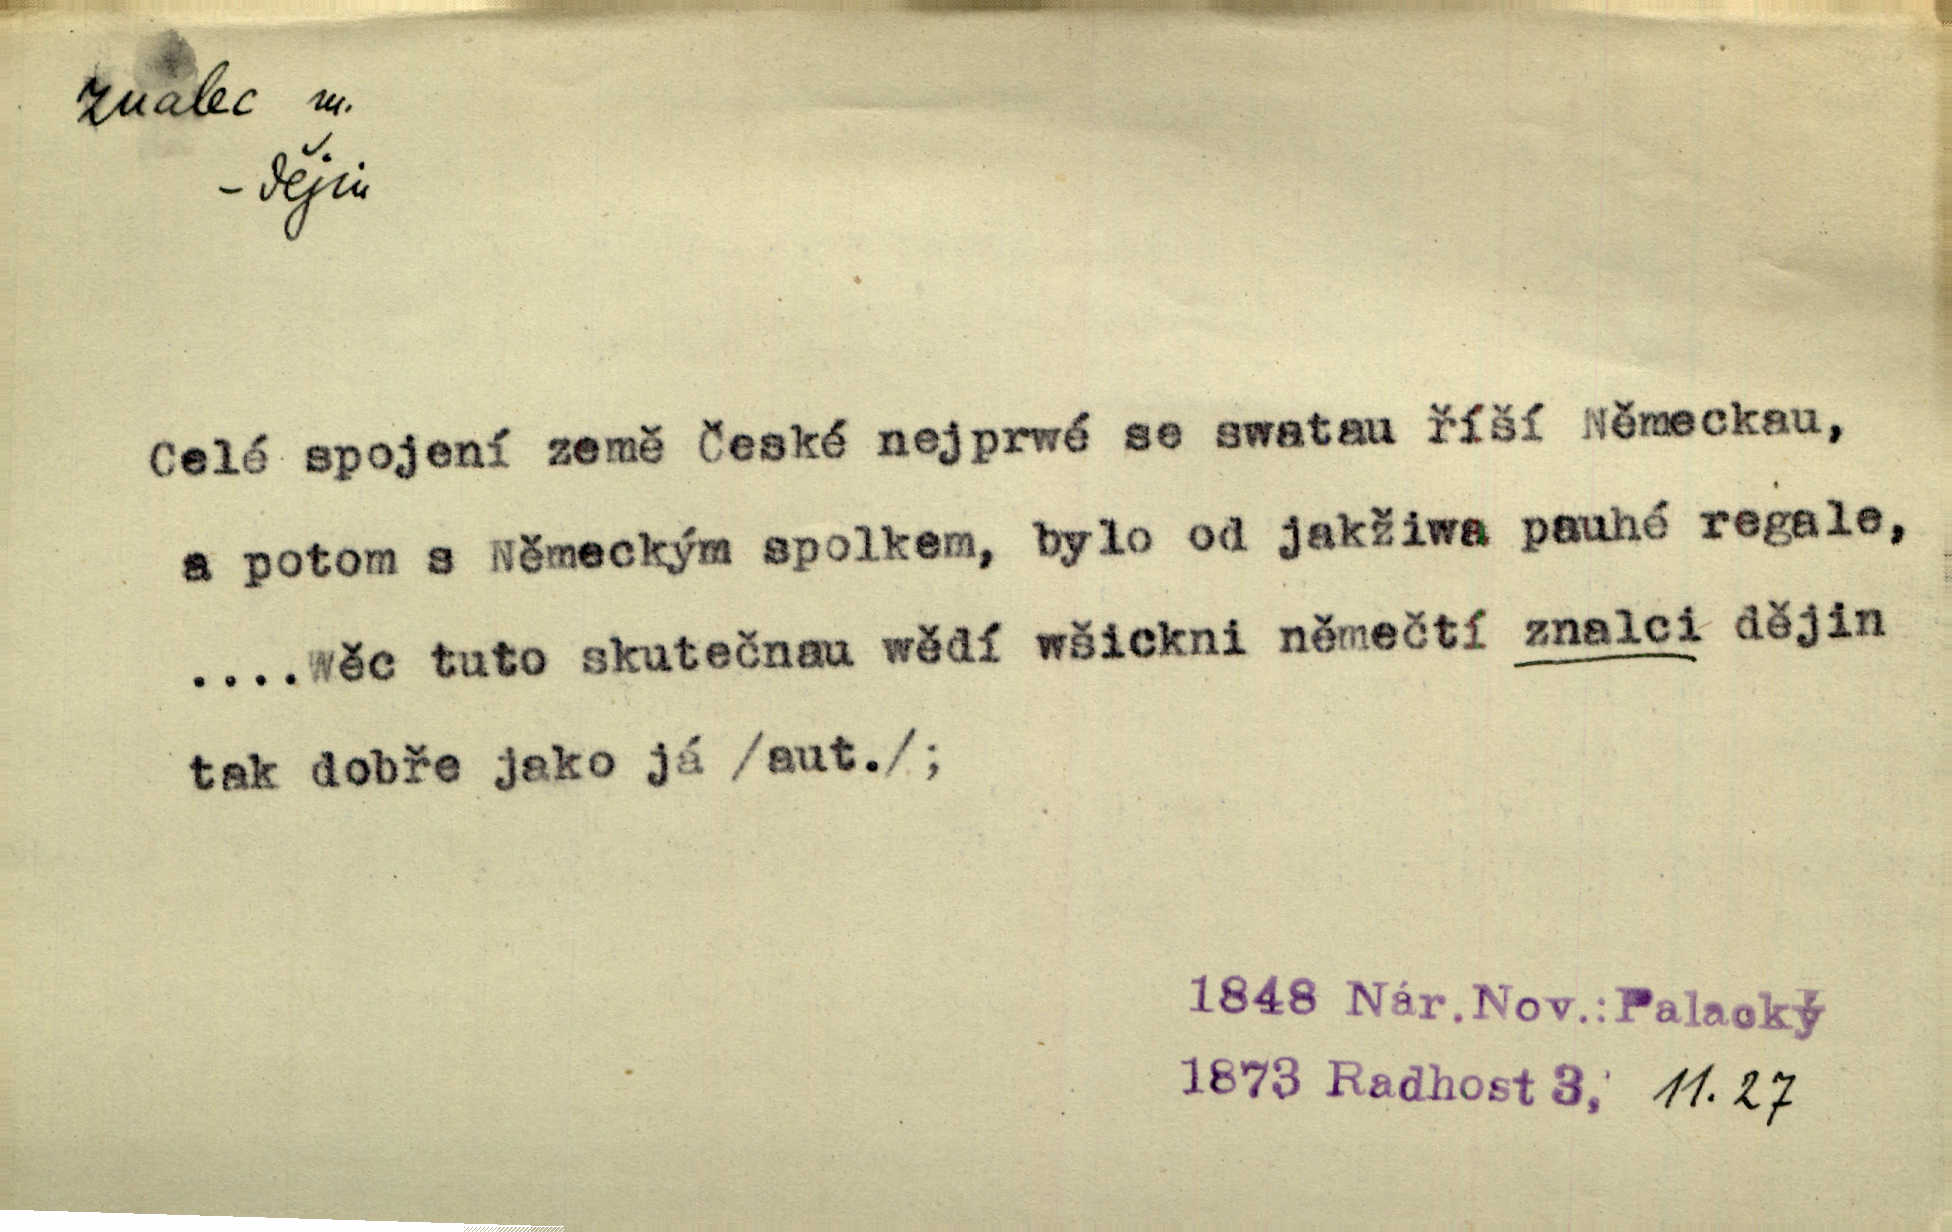 znalec m.
- dějin
Celé spojení země České nejprwé se swatau říší Německau,
a potom s Německým spolkem, bylo od jakžiwa pauhé regale,
....Wěc tuto skutečnau wědí wšickni němečtí znalci dějin
tak dobře jako já /aut./;
1848 Nár.Nov.:Palacký
1873 Radhost 3, 11.27